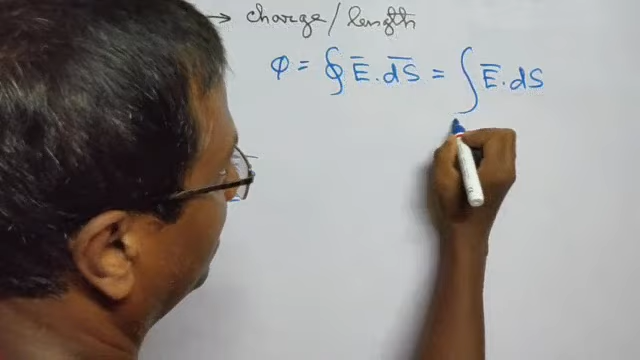 → charge/length
φ = ∮ E̅ . d̅S̅ = ∫ E̅ . dS